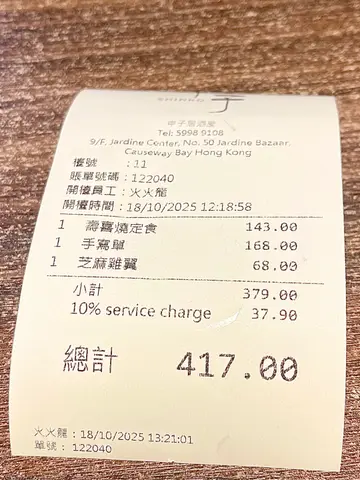 子
居酒屋
Tel: 5998 9108
9/F, Jardine Center, No. 50 Jardine Bazaar,
Causeway Bay Hong Kong
檯號 : 11
賬單號碼 : 122040
開檯員工 : 火火龍
開檯時間 : 18/10/2025 12:18:58
1 壽喜燒定食 143.00
1 手寫單 168.00
1 芝麻雞翼 68.00
小計 379.00
10% service charge 37.90
總計 417.00
火火龍 : 18/10/2025 13:21:01
單號 : 122040